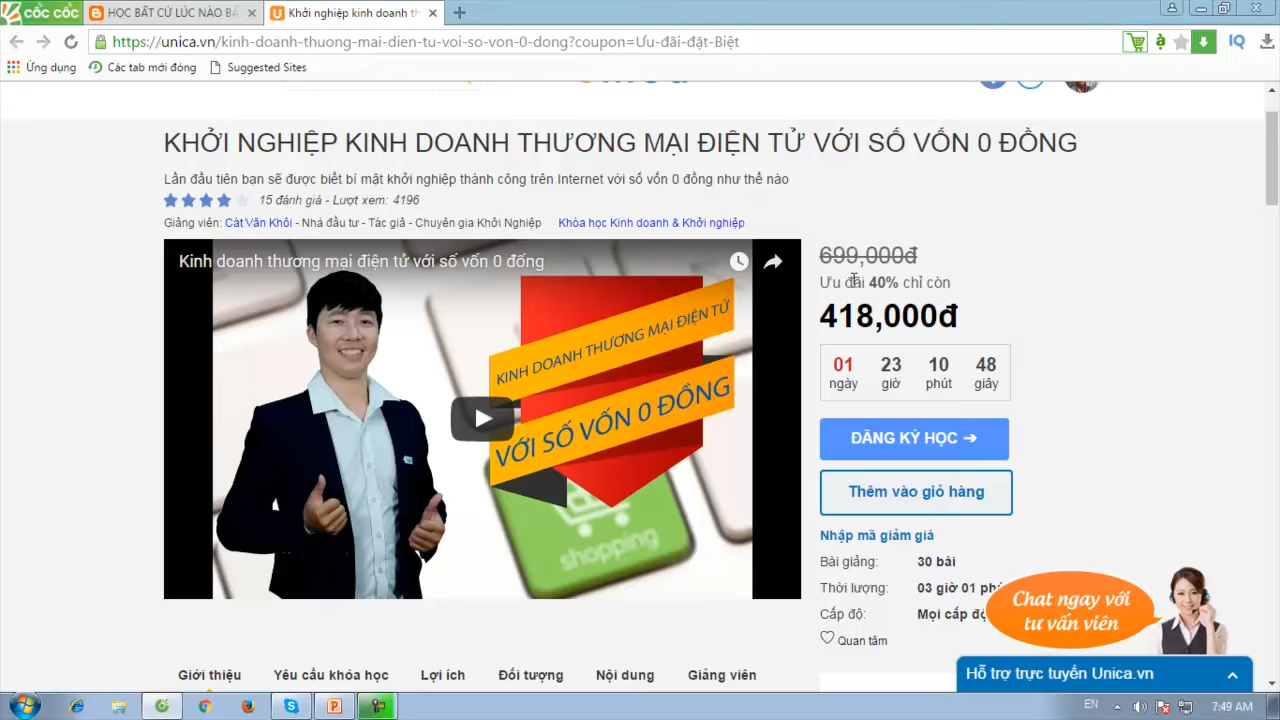 CỐC CỐC
HỌC BẤT CỨ LÚC NÀO BẤ
Khởi nghiệp kinh doanh th
https://unica.vn/kinh-doanh-thuong-mai-dien-tu-voi-so-von-0-dong?coupon=Ưu-đãi-đặt-Biệt
Ứng dụng
Các tab mới đóng
Suggested Sites
KHỞI NGHIỆP KINH DOANH THƯƠNG MẠI ĐIỆN TỬ VỚI SỐ VỐN 0 ĐỒNG
Lần đầu tiên bạn sẽ được biết bí mật khởi nghiệp thành công trên Internet với số vốn 0 đồng như thế nào
15 đánh giá - Lượt xem: 4196
Giảng viên: Cát Văn Khôi - Nhà đầu tư - Tác giả - Chuyên gia Khởi Nghiệp Khóa học Kinh doanh & Khởi nghiệp
Kinh doanh thương mại điện tử với số vốn 0 đống
KINH DOANH THƯƠNG MẠI ĐIỆN TỬ
VỚI SỐ VỐN 0 ĐỒNG
shopping
699,000đ
Ưu đãi 40% chỉ còn
418,000đ
01 23 10 48
ngày giờ phút giây
ĐĂNG KÝ HỌC ➔
Thêm vào giỏ hàng
Nhập mã giảm giá
Bài giảng: 30 bài
Thời lượng: 03 giờ 01 phú
Cấp độ: Mọi cấp độ
Quan tâm
Chat ngay với
tư vấn viên
Giới thiệu Yêu cầu khóa học Lợi ích Đối tượng Nội dung Giảng viên
Hỗ trợ trực tuyến Unica.vn
EN
7:49 AM